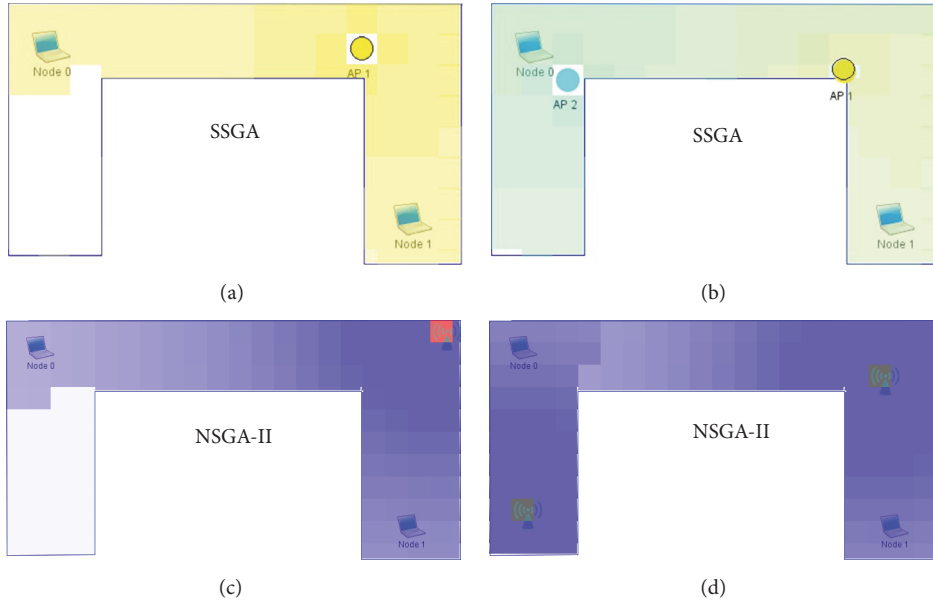 Node 0
AP 1
SSGA
Node 1
(a)
Node 0
AP 2
AP 1
SSGA
Node 1
(b)
Node 0
NSGA-II
Node 1
(c)
Node 0
NSGA-II
Node 1
(d)